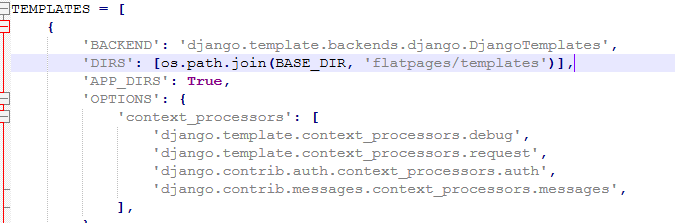 TEMPLATES = [
    {
        'BACKEND': 'django.template.backends.django.DjangoTemplates',
        'DIRS': [os.path.join(BASE_DIR, 'flatpages/templates')],
        'APP_DIRS': True,
        'OPTIONS': {
            'context_processors': [
                'django.template.context_processors.debug',
                'django.template.context_processors.request',
                'django.contrib.auth.context_processors.auth',
                'django.contrib.messages.context_processors.messages',
            ],
        }